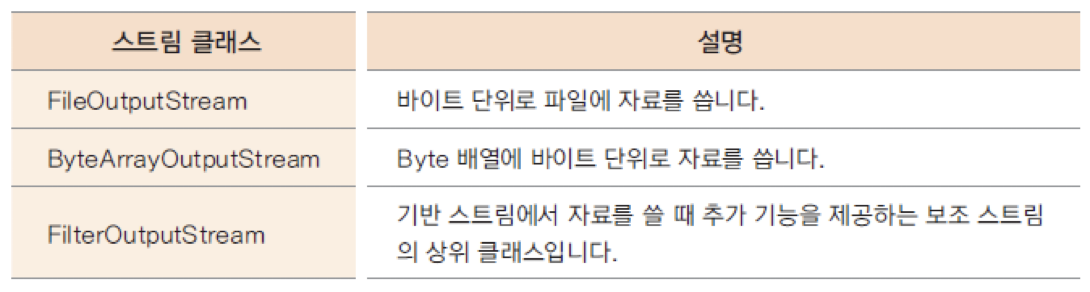 스트림 클래스 설명
FileOutputStream 바이트 단위로 파일에 자료를 씁니다.
ByteArrayOutputStream Byte 배열에 바이트 단위로 자료를 씁니다.
FilterOutputStream 기반 스트림에서 자료를 쓸 때 추가 기능을 제공하는 보조 스트림
의 상위 클래스입니다.